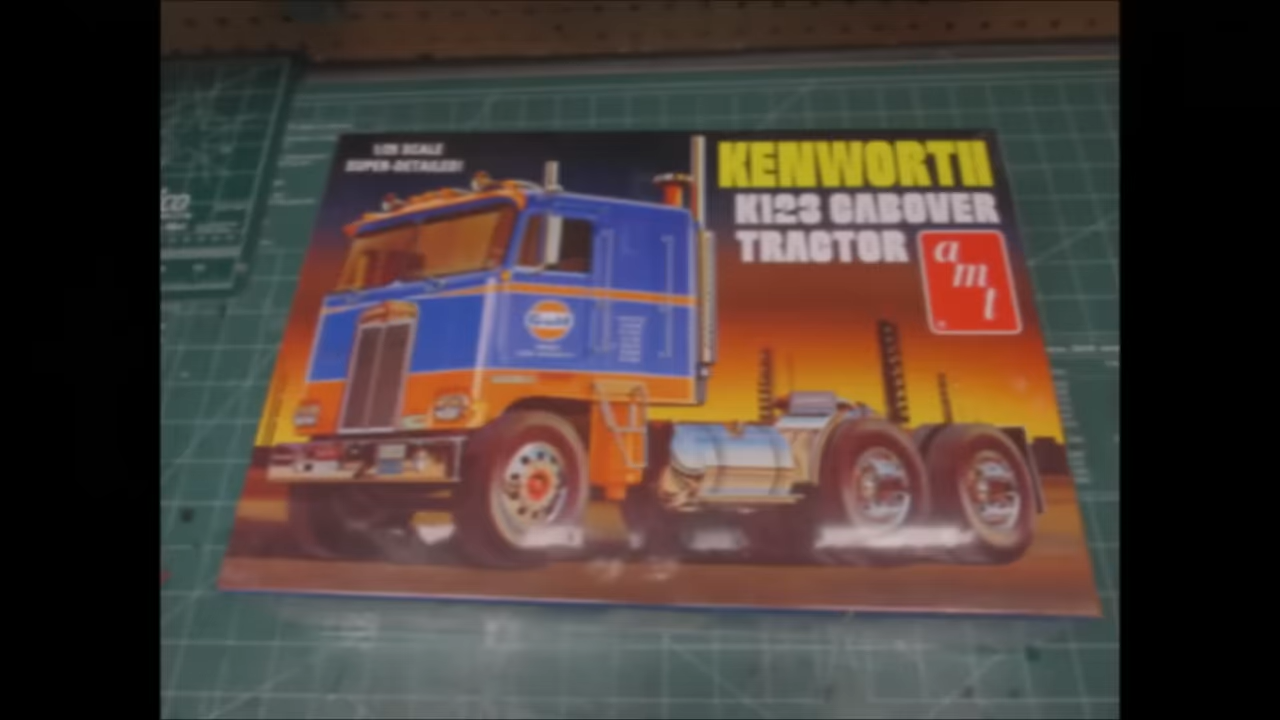 1/25 SCALE
SUPER-DETAILED!
KENWORTH
K123 CABOVER
TRACTOR
amt
Gulf